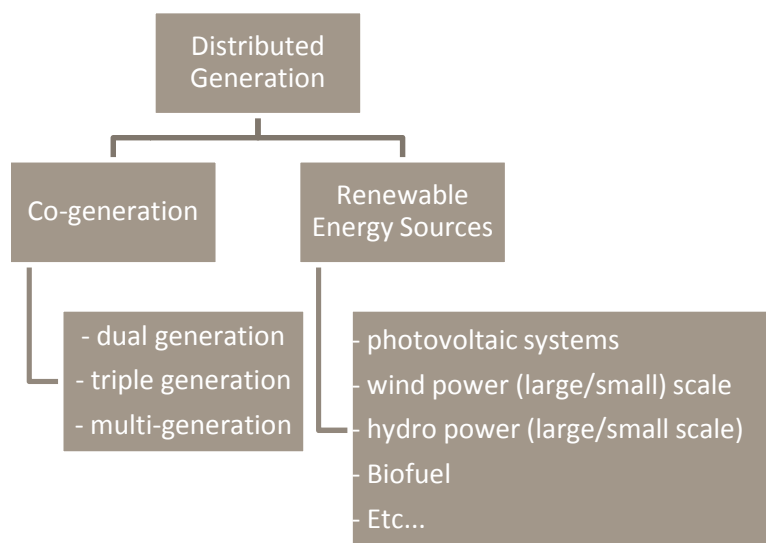 Distributed
Generation
Co-generation
Renewable
Energy Sources
- dual generation
- triple generation
- multi-generation
- photovoltaic systems
- wind power (large/small) scale
- hydro power (large/small scale)
- Biofuel
- Etc...